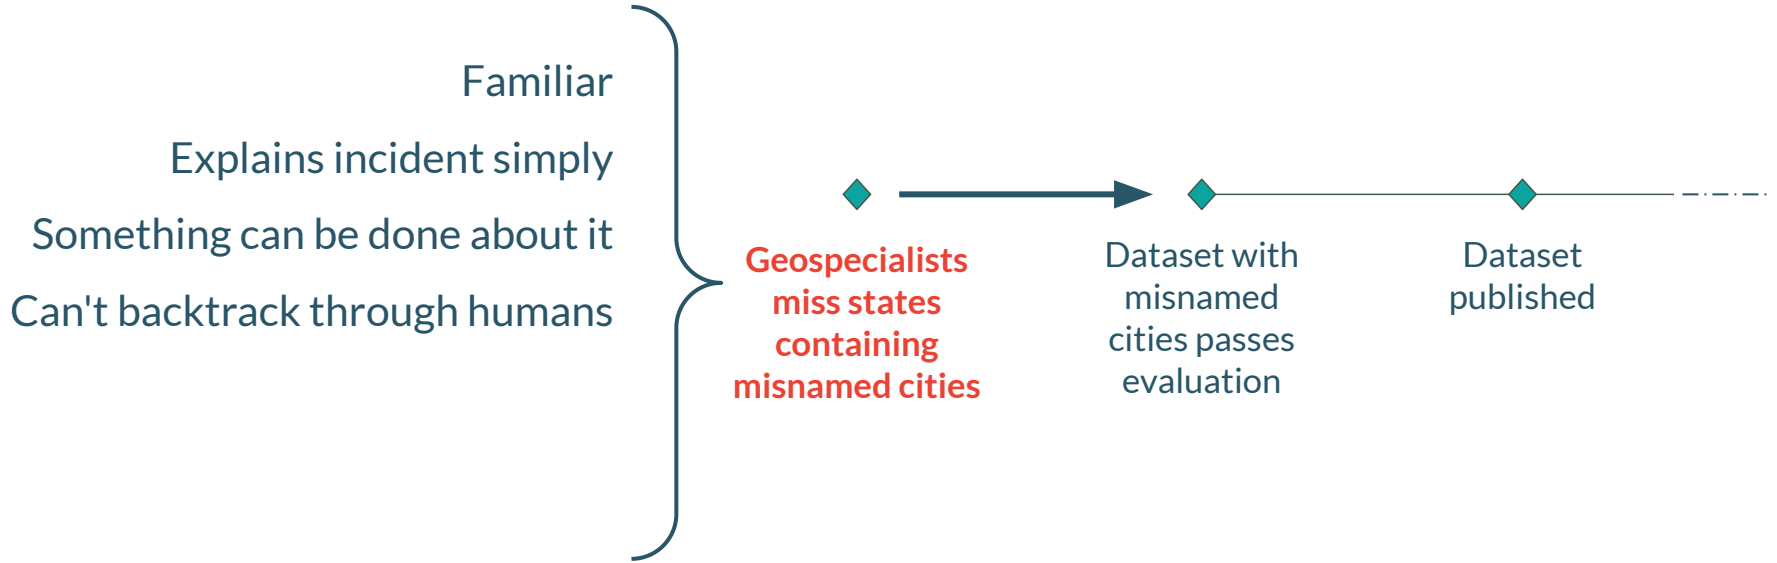 Familiar
Explains incident simply
Something can be done about it
Can't backtrack through humans
Geospecialists
miss states
containing
misnamed cities
Dataset with
misnamed
cities passes
evaluation
Dataset
published